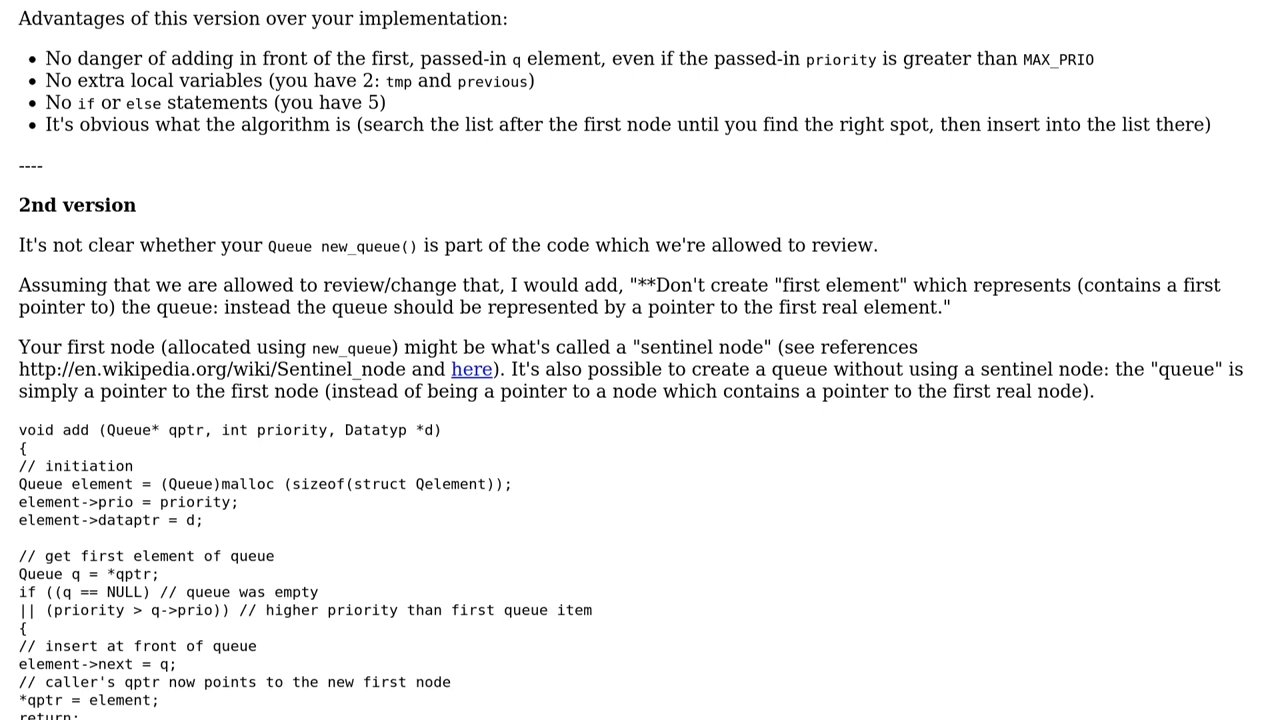 Advantages of this version over your implementation:
• No danger of adding in front of the first, passed-in q element, even if the passed-in priority is greater than MAX_PRIO
• No extra local variables (you have 2: tmp and previous)
• No if or else statements (you have 5)
• It's obvious what the algorithm is (search the list after the first node until you find the right spot, then insert into the list there)
----
2nd version
It's not clear whether your Queue new_queue() is part of the code which we're allowed to review.
Assuming that we are allowed to review/change that, I would add, "**Don't create "first element" which represents (contains a first
pointer to) the queue: instead the queue should be represented by a pointer to the first real element."
Your first node (allocated using new_queue) might be what's called a "sentinel node" (see references
http://en.wikipedia.org/wiki/Sentinel_node and here). It's also possible to create a queue without using a sentinel node: the "queue" is
simply a pointer to the first node (instead of being a pointer to a node which contains a pointer to the first real node).
void add (Queue* qptr, int priority, Datatyp *d)
{
// initiation
Queue element = (Queue)malloc (sizeof(struct Qelement));
element->prio = priority;
element->dataptr = d;
// get first element of queue
Queue q = *qptr;
if ((q == NULL) // queue was empty
|| (priority > q->prio)) // higher priority than first queue item
{
// insert at front of queue
element->next = q;
// caller's qptr now points to the new first node
*qptr = element;
return;